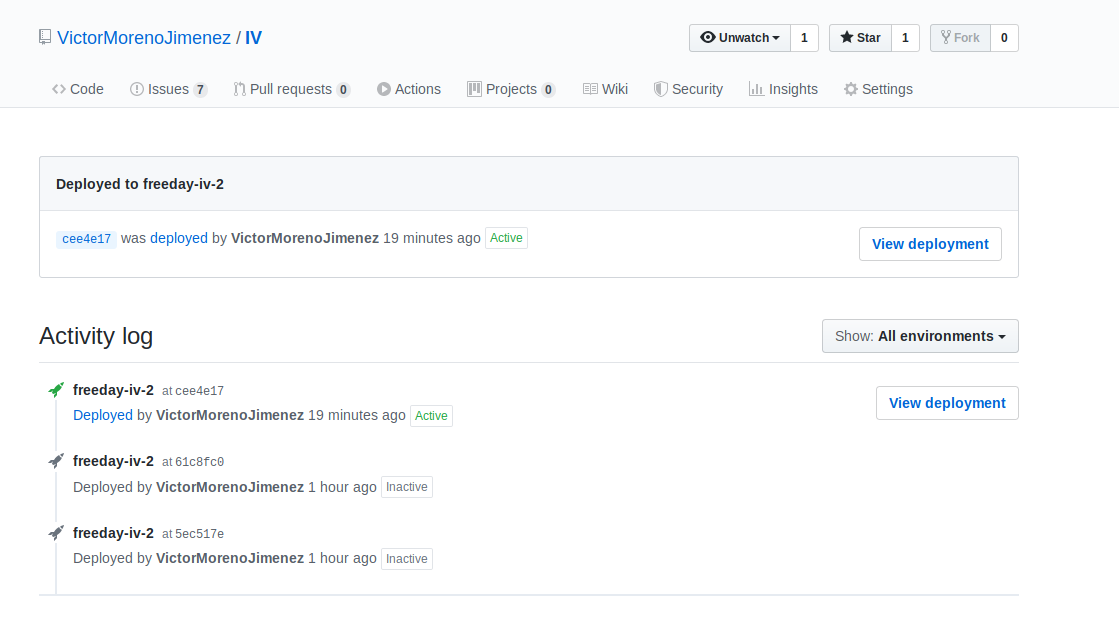 VictorMorenoJimenez / IV
Unwatch 1 Star 1 Fork 0
Code Issues 7 Pull requests 0 Actions Projects 0 Wiki Security Insights Settings
Deployed to freeday-iv-2
cee4e17 was deployed by VictorMorenoJimenez 19 minutes ago Active
View deployment
Activity log
Show: All environments
freeday-iv-2 at cee4e17
Deployed by VictorMorenoJimenez 19 minutes ago Active
View deployment
freeday-iv-2 at 61c8fc0
Deployed by VictorMorenoJimenez 1 hour ago Inactive
freeday-iv-2 at 5ec517e
Deployed by VictorMorenoJimenez 1 hour ago Inactive